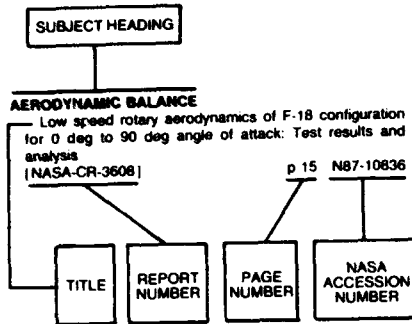 SUBJECT HEADING
AERODYNAMIC BALANCE
Low speed rotary aerodynamics of F-18 configuration
for 0 deg to 90 deg angle of attack: Test results and
analysis
[NASA-CR-3608] p 15 N87-10836
TITLE
REPORT
NUMBER
PAGE
NUMBER
NASA
ACCESSION
NUMBER